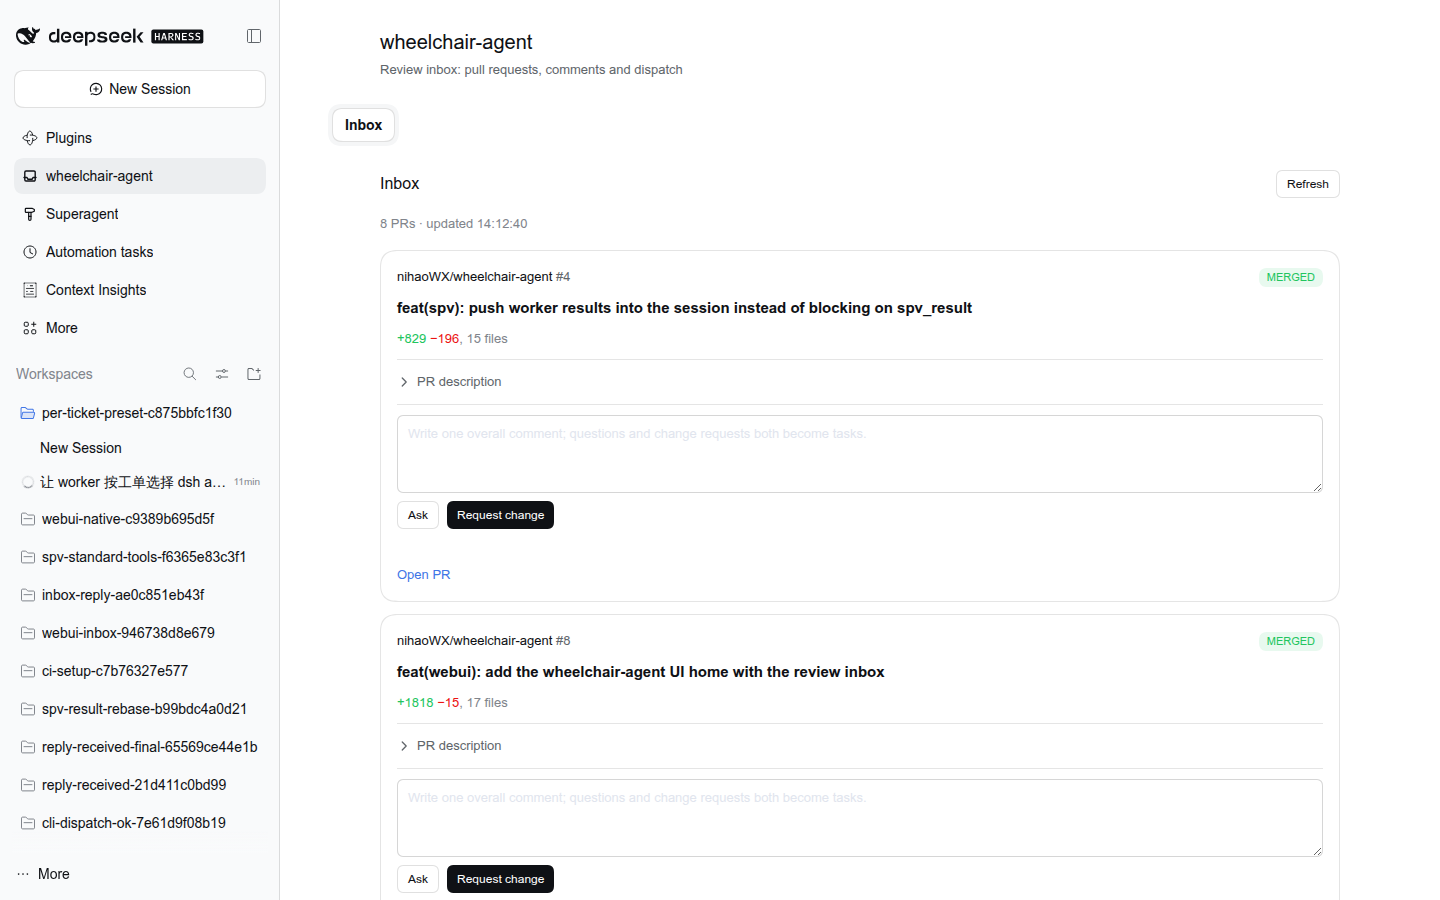 deepseek HARNESS
New Session
Plugins
wheelchair-agent
Superagent
Automation tasks
Context Insights
More
Workspaces
per-ticket-preset-c875bbfc1f30
New Session
让 worker 按工单选择 dsh a... 11min
webui-native-c9389b695d5f
spv-standard-tools-f6365e83c3f1
inbox-reply-ae0c851eb43f
webui-inbox-946738d8e679
ci-setup-c7b76327e577
spv-result-rebase-b99bdc4a0d21
reply-received-final-65569ce44e1b
reply-received-21d411c0bd99
cli-dispatch-ok-7e61d9f08b19
More
wheelchair-agent
Review inbox: pull requests, comments and dispatch
Inbox
Inbox
Refresh
8 PRs · updated 14:12:40
nihaoWX/wheelchair-agent #4 MERGED
feat(spv): push worker results into the session instead of blocking on spv_result
+829 −196, 15 files
PR description
Write one overall comment; questions and change requests both become tasks.
Ask Request change
Open PR
nihaoWX/wheelchair-agent #8 MERGED
feat(webui): add the wheelchair-agent UI home with the review inbox
+1818 −15, 17 files
PR description
Write one overall comment; questions and change requests both become tasks.
Ask Request change